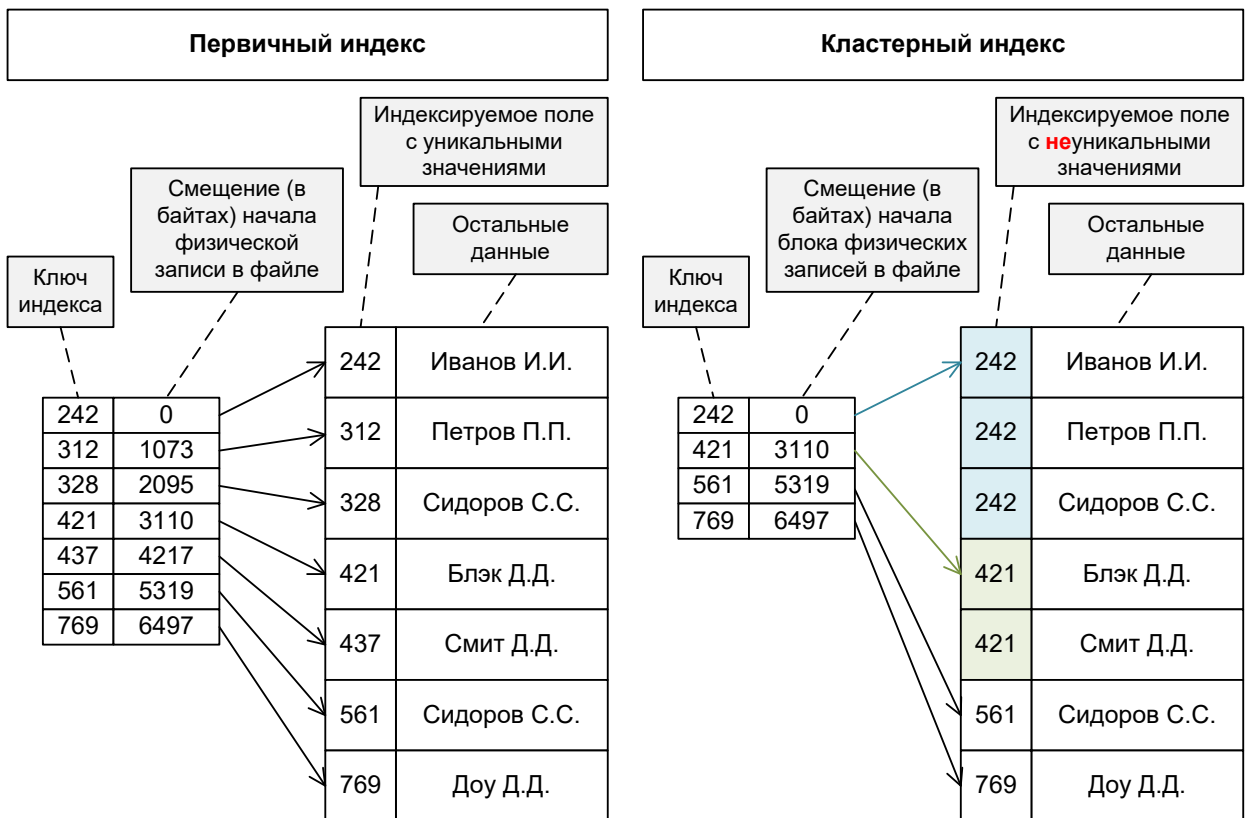 Первичный индекс
Индексируемое поле
с уникальными
значениями
Смещение (в
байтах) начала
физической
записи в файле
Остальные
данные
Ключ
индекса
242 0
312 1073
328 2095
421 3110
437 4217
561 5319
769 6497
242 Иванов И.И.
312 Петров П.П.
328 Сидоров С.С.
421 Блэк Д.Д.
437 Смит Д.Д.
561 Сидоров С.С.
769 Доу Д.Д.
Кластерный индекс
Индексируемое поле
с неуникальными
значениями
Смещение (в
байтах) начала
блока физических
записей в файле
Остальные
данные
Ключ
индекса
242 0
421 3110
561 5319
769 6497
242 Иванов И.И.
242 Петров П.П.
242 Сидоров С.С.
421 Блэк Д.Д.
421 Смит Д.Д.
561 Сидоров С.С.
769 Доу Д.Д.